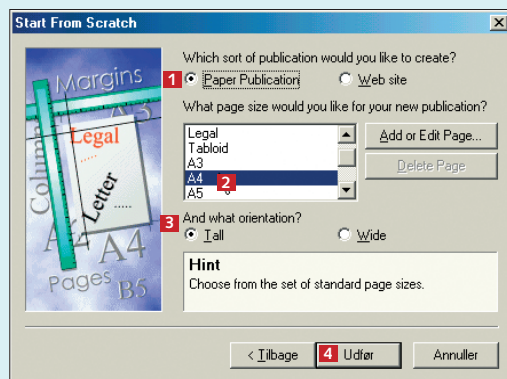 Start From Scratch
Margins
Columns
Legal
.....
Letter
.....
A3
A2
A4
Pages
B5
Which sort of publication would you like to create?
1 Paper Publication
Web site
What page size would you like for your new publication?
Legal
Tabloid
A3
A4 2
A5
Add or Edit Page...
Delete Page
3 And what orientation?
Tall
Wide
Hint
Choose from the set of standard page sizes.
< Tilbage
4 Udfør
Annuller